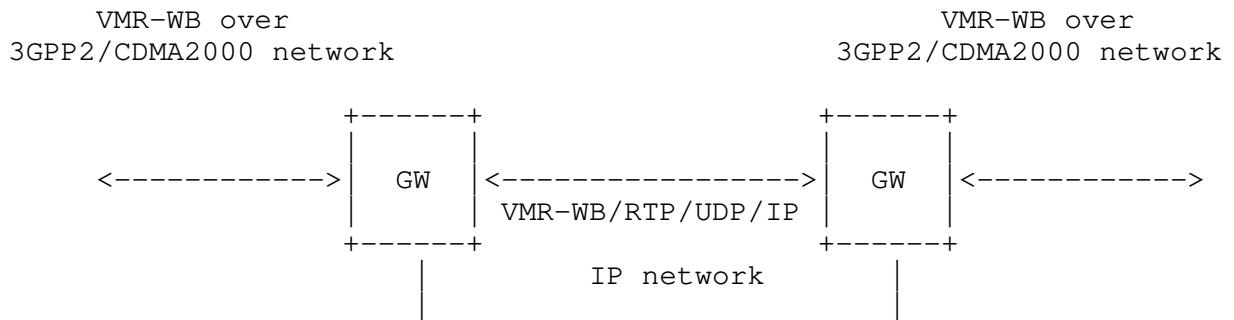 VMR-WB over VMR-WB over
3GPP2/CDMA2000 network 3GPP2/CDMA2000 network
GW GW
VMR-WB/RTP/UDP/IP
IP network